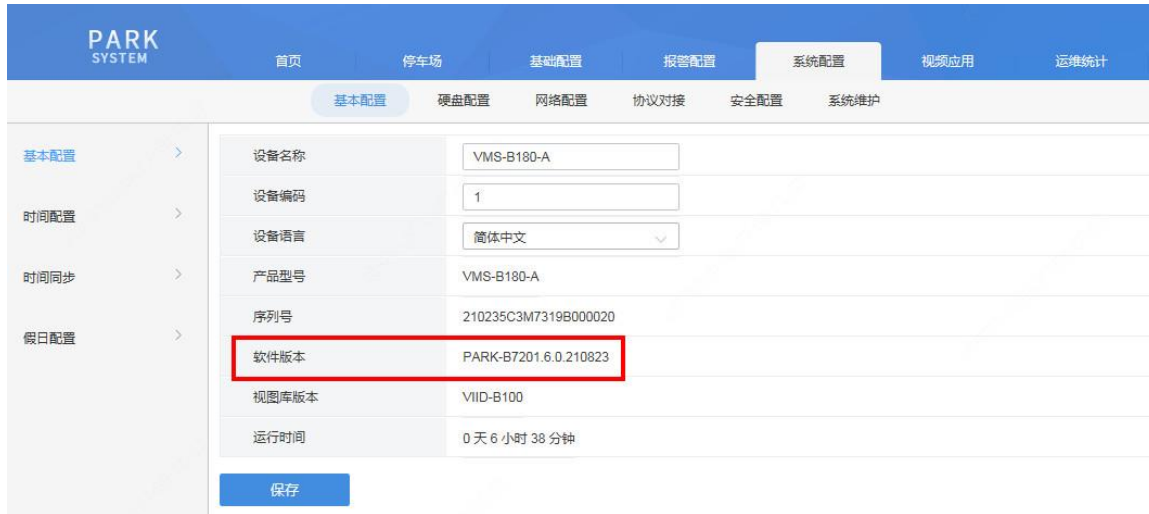 PARK
SYSTEM
首页 停车场 基础配置 报警配置 系统配置 视频应用 运维统计
基本配置 硬盘配置 网络配置 协议对接 安全配置 系统维护
基本配置
时间配置
时间同步
假日配置
设备名称 VMS-B180-A
设备编码 1
设备语言 简体中文
产品型号 VMS-B180-A
序列号 210235C3M7319B000020
软件版本 PARK-B7201.6.0.210823
视图库版本 VIID-B100
运行时间 0 天 6 小时 38 分钟
保存